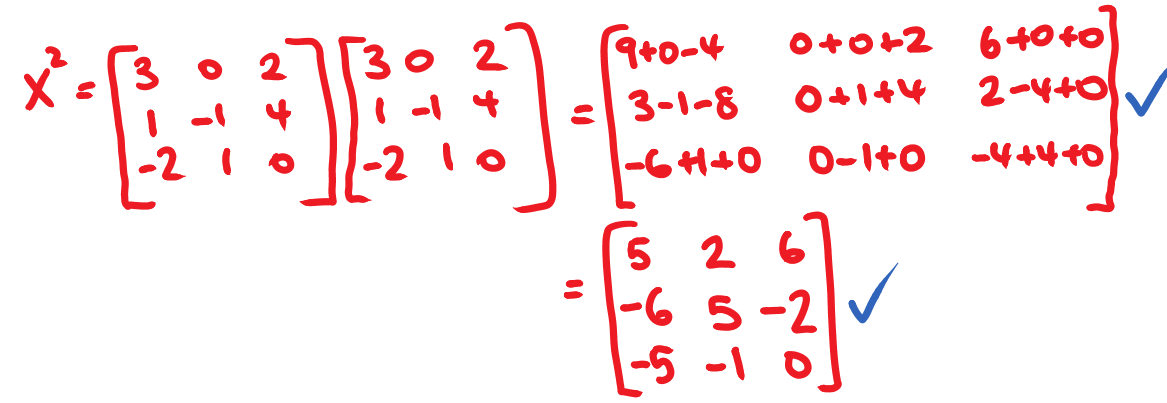 X² = [3 0 2] [3 0 2] = [9+0-4 0+0+2 6+0+0] ✓
[1 -1 4] [1 -1 4] [3-1-8 0+1+4 2-4+0]
[-2 1 0] [-2 1 0] [-6+1+0 0-1+0 -4+4+0]
= [5 2 6] ✓
[-6 5 -2]
[-5 -1 0]